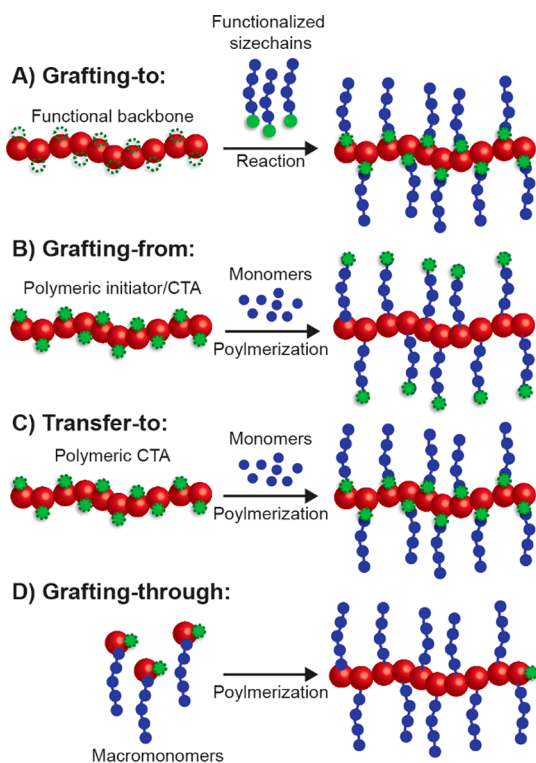 Functionalized
sizechains
A) Grafting-to:
Functional backbone
Reaction
B) Grafting-from:
Polymeric initiator/CTA
Monomers
Poylmerization
C) Transfer-to:
Polymeric CTA
Monomers
Poylmerization
D) Grafting-through:
Poylmerization
Macromonomers